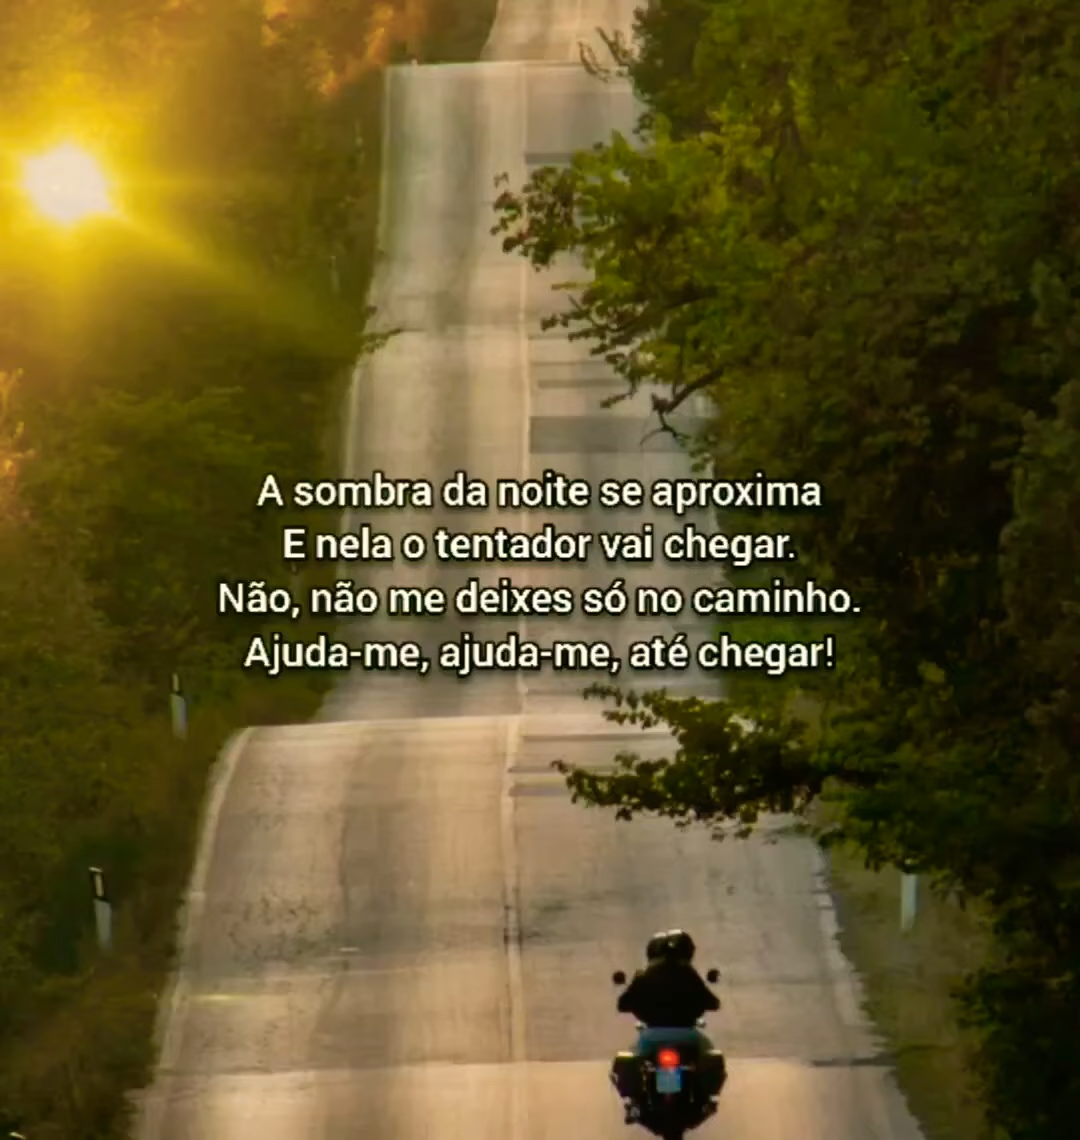 A sombra da noite se aproxima
E nela o tentador vai chegar.
Não, não me deixes só no caminho.
Ajuda-me, ajuda-me, até chegar!